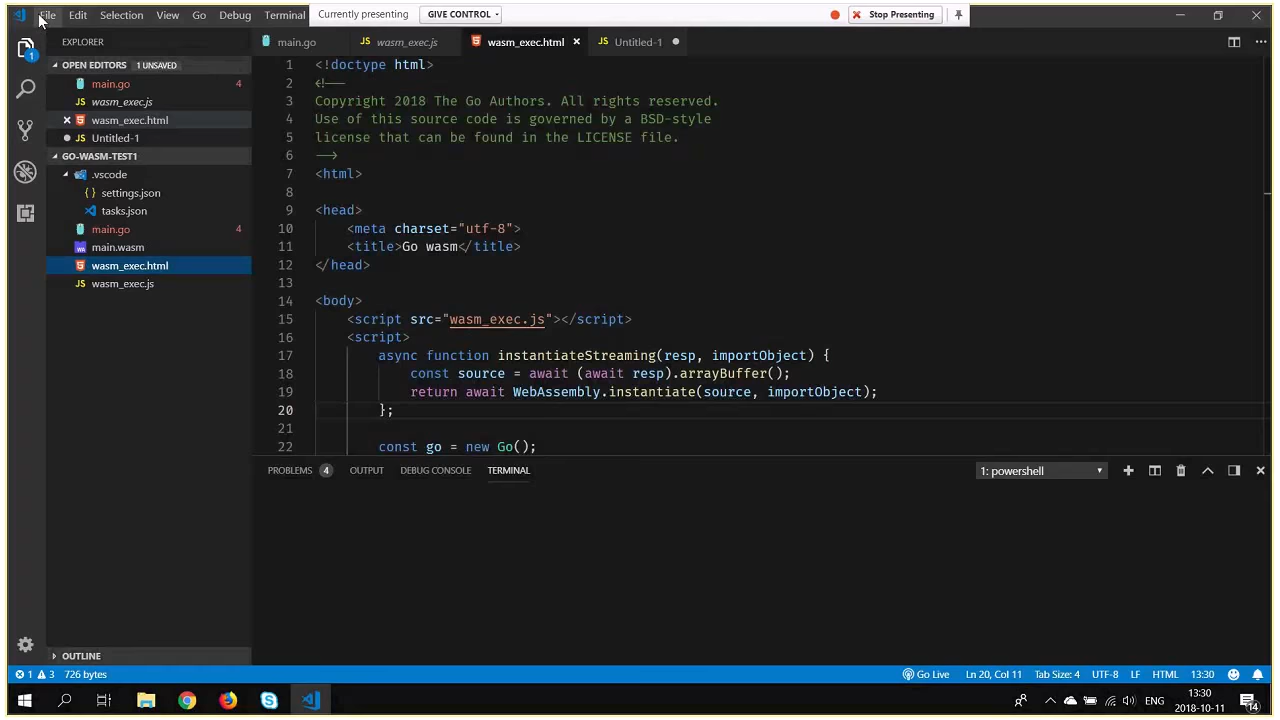 File Edit Selection View Go Debug Terminal
Currently presenting GIVE CONTROL Stop Presenting
EXPLORER
OPEN EDITORS 1 UNSAVED
main.go 4
JS wasm_exec.js
wasm_exec.html
Untitled-1
GO-WASM-TEST1
.vscode
{} settings.json
tasks.json
main.go 4
WA main.wasm
wasm_exec.html
JS wasm_exec.js
OUTLINE
main.go JS wasm_exec.js wasm_exec.html Untitled-1
1 <!doctype html>
2 <!--
3 Copyright 2018 The Go Authors. All rights reserved.
4 Use of this source code is governed by a BSD-style
5 license that can be found in the LICENSE file.
6 -->
7 <html>
8
9 <head>
10 <meta charset="utf-8">
11 <title>Go wasm</title>
12 </head>
13
14 <body>
15 <script src="wasm_exec.js"></script>
16 <script>
17 async function instantiateStreaming(resp, importObject) {
18 const source = await (await resp).arrayBuffer();
19 return await WebAssembly.instantiate(source, importObject);
20 };
21
22 const go = new Go();
PROBLEMS 4 OUTPUT DEBUG CONSOLE TERMINAL 1: powershell
1 3 726 bytes Go Live Ln 20, Col 11 Tab Size: 4 UTF-8 LF HTML 13:30
ENG 13:30
2018-10-11
14
1